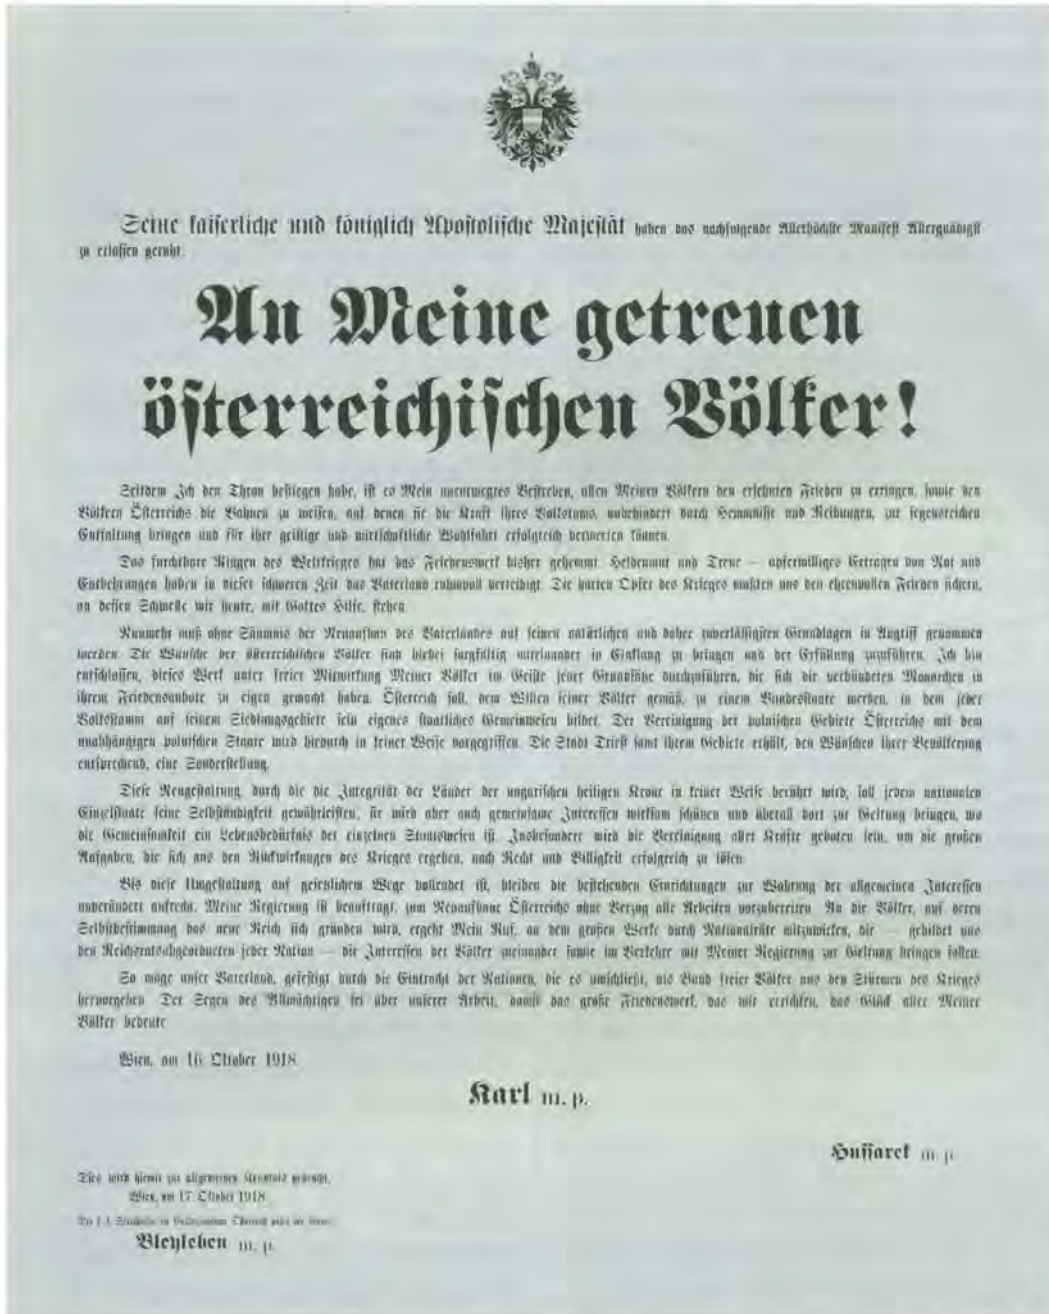 Seine kaiserliche und königlich Apostolische Majestät haben das nachfolgende Allerhöchste Manifest Allergnädigst
zu erlassen geruht:
An Meine getreuen
österreichischen Völker!
Seitdem Ich den Thron bestiegen habe, ist es Mein unentwegtes Bestreben, allen Meinen Völkern den ersehnten Frieden zu erringen, sowie den
Völkern Österreichs die Bahnen zu weisen, auf denen sie die Kraft ihres Volkstums, unbehindert durch Hemmnisse und Reibungen, zur segensreichen
Entfaltung bringen und für ihre geistige und wirtschaftliche Wohlfahrt erfolgreich verwerten können.
Das furchtbare Ringen des Weltkrieges hat das Friedenswerk bisher gehemmt. Heldenmut und Treue — opferwilliges Ertragen von Not und
Entbehrungen haben in dieser schweren Zeit das Vaterland ruhmvoll verteidigt. Die harten Opfer des Krieges mußten uns den ehrenvollen Frieden sichern,
an dessen Schwelle wir heute, mit Gottes Hilfe, stehen.
Nunmehr muß ohne Säumnis der Neuaufbau des Vaterlandes auf seinen natürlichen und daher zuverlässigsten Grundlagen in Angriff genommen
werden. Die Wünsche der österreichischen Völker sind hiebei sorgfältig miteinander in Einklang zu bringen und der Erfüllung zuzuführen. Ich bin
entschlossen, dieses Werk unter freier Mitwirkung Meiner Völker im Geiste jener Grundsätze durchzuführen, die sich die verbündeten Monarchen in
ihrem Friedensanbote zu eigen gemacht haben. Österreich soll, dem Willen seiner Völker gemäß, zu einem Bundesstaate werden, in dem jeder
Volksstamm auf seinem Siedlungsgebiete sein eigenes staatliches Gemeinwesen bildet. Der Vereinigung der polnischen Gebiete Österreichs mit dem
unabhängigen polnischen Staate wird hiedurch in keiner Weise vorgegriffen. Die Stadt Triest samt ihrem Gebiete erhält, den Wünschen ihrer Bevölkerung
entsprechend, eine Sonderstellung.
Diese Neugestaltung, durch die die Integrität der Länder der ungarischen heiligen Krone in keiner Weise berührt wird, soll jedem nationalen
Einzelstaate seine Selbständigkeit gewährleisten, sie wird aber auch gemeinsame Interessen wirksam schützen und überall dort zur Geltung bringen, wo
die Gemeinsamkeit ein Lebensbedürfnis der einzelnen Staatswesen ist. Insbesondere wird die Vereinigung aller Kräfte geboten sein, um die großen
Aufgaben, die sich aus den Rückwirkungen des Krieges ergeben, nach Recht und Billigkeit erfolgreich zu lösen.
Bis diese Umgestaltung auf gesetzlichem Wege vollendet ist, bleiben die bestehenden Einrichtungen zur Wahrung der allgemeinen Interessen
unverändert aufrecht. Meine Regierung ist beauftragt, zum Neuaufbaue Österreichs ohne Verzug alle Arbeiten vorzubereiten. An die Völker, auf deren
Selbstbestimmung das neue Reich sich gründen wird, ergeht Mein Ruf, an dem großen Werke durch Nationalräte mitzuwirken, die — gebildet aus
den Reichsratsabgeordneten jeder Nation — die Interessen der Völker zueinander sowie im Verkehre mit Meiner Regierung zur Geltung bringen sollen.
So möge unser Vaterland, gefestigt durch die Eintracht der Nationen, die es umschließt, als Bund freier Völker aus den Stürmen des Krieges
hervorgehen. Der Segen des Allmächtigen sei über unserer Arbeit, damit das große Friedenswerk, das wir errichten, das Glück aller Meiner
Völker bedeute.
Wien, am 16. Oktober 1918.
Karl m. p.
Hussarek m. p.
Dies wird hiemit zur allgemeinen Kenntnis gebracht.
Wien, am 17. Oktober 1918.
Bleyleben m. p.